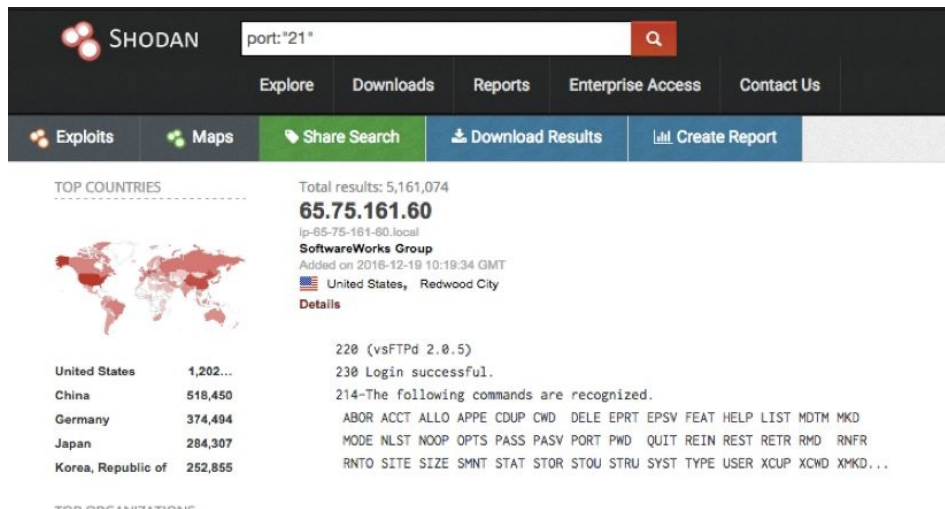 SHODAN
port:"21"
Explore Downloads Reports Enterprise Access Contact Us
Exploits Maps Share Search Download Results Create Report
TOP COUNTRIES
United States 1,202...
China 518,450
Germany 374,494
Japan 284,307
Korea, Republic of 252,855
TOP ORGANIZATIONS
Total results: 5,161,074
65.75.161.60
ip-65-75-161-60.local
SoftwareWorks Group
Added on 2016-12-19 10:19:34 GMT
United States, Redwood City
Details
220 (vsFTPd 2.0.5)
230 Login successful.
214-The following commands are recognized.
ABOR ACCT ALLO APPE CDUP CWD DELE EPRT EPSV FEAT HELP LIST MDTM MKD
MODE NLST NOOP OPTS PASS PASV PORT PWD QUIT REIN REST RETR RMD RNFR
RNTO SITE SIZE SMNT STAT STOR STOU STRU SYST TYPE USER XCUP XCWD XMKD...